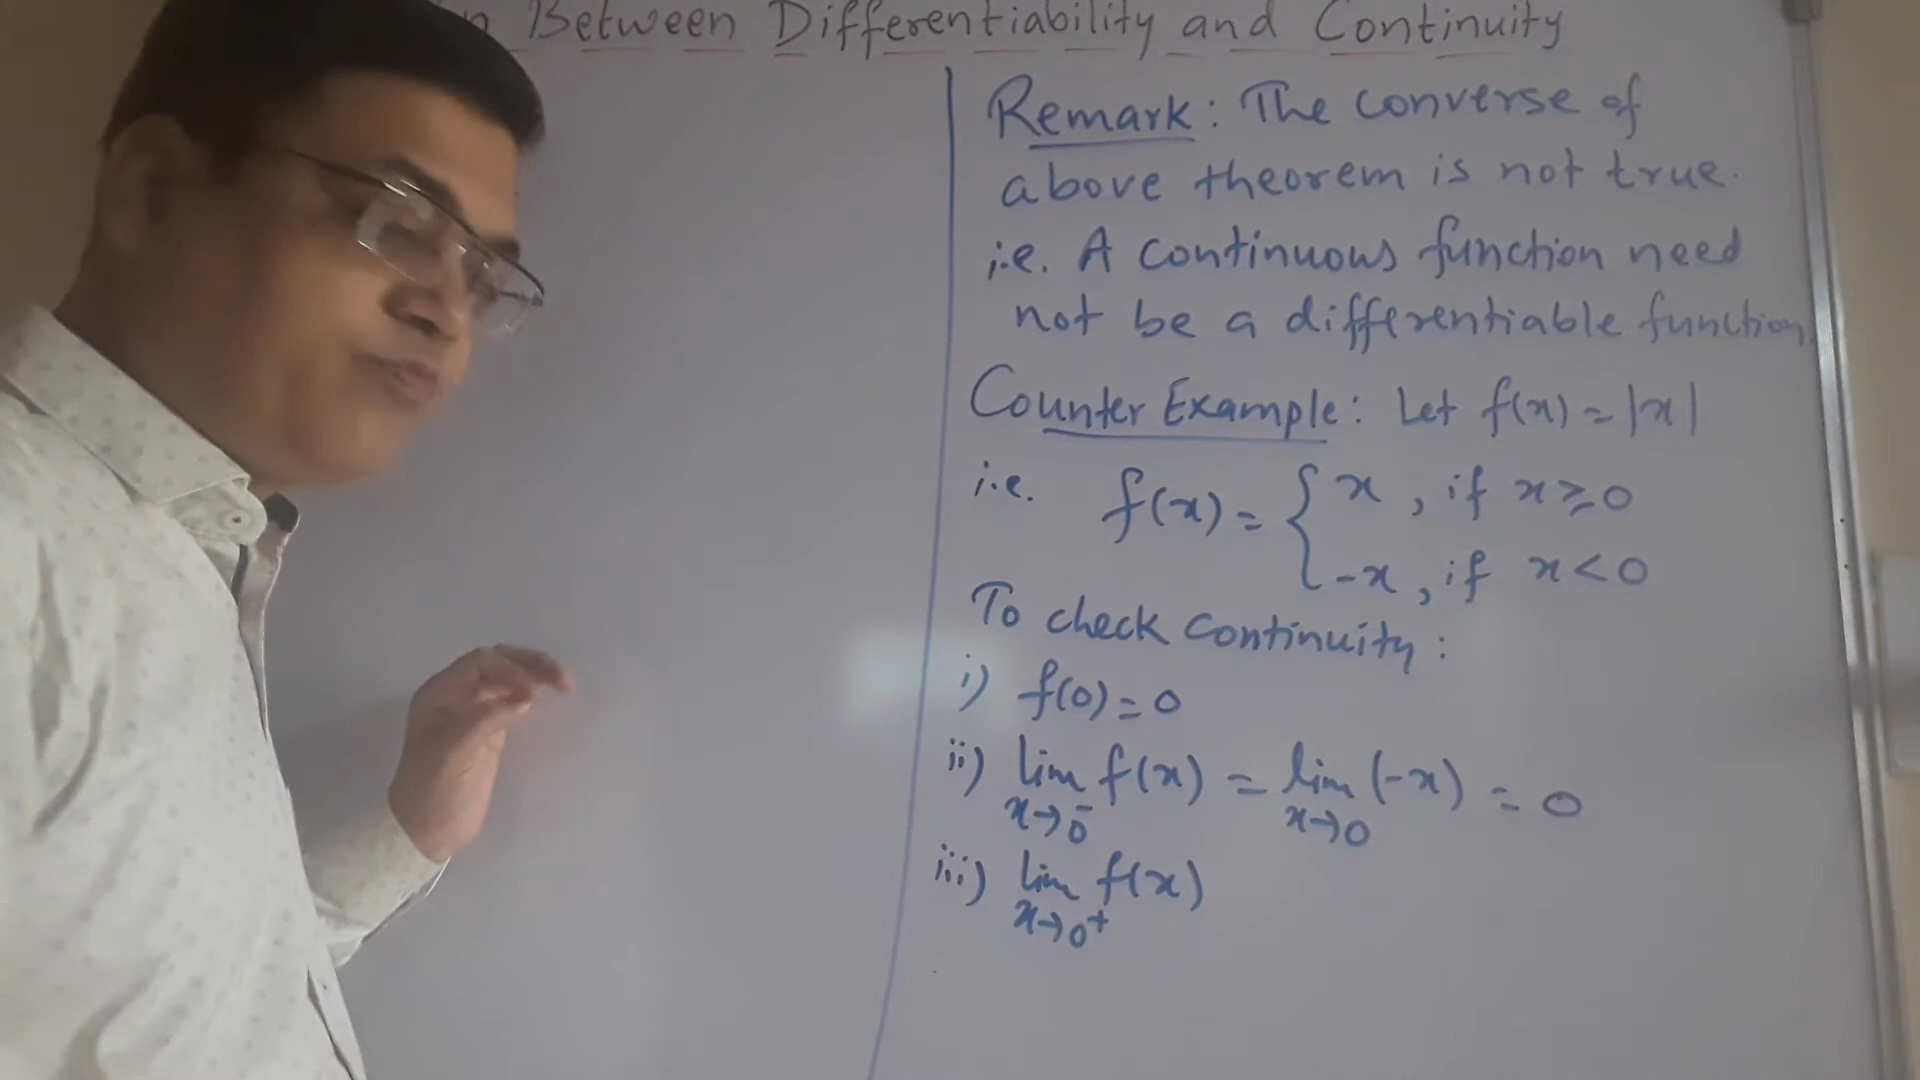 Between Differentiability and Continuity
Remark: The converse of
above theorem is not true.
i.e. A continuous function need
not be a differentiable function.
Counter Example: Let f(x) = |x|
i.e. f(x) = { x , if x ≥ 0
-x , if x < 0
To check continuity:
i) f(0) = 0
ii) lim f(x) = lim (-x) = 0
x→0⁻ x→0
iii) lim f(x)
x→0⁺